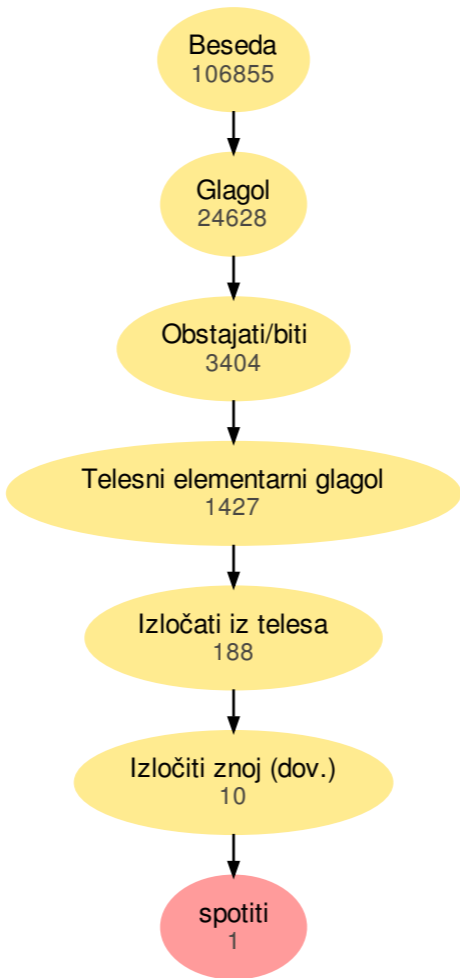 Beseda
106855
Glagol
24628
Obstajati/biti
3404
Telesni elementarni glagol
1427
Izločati iz telesa
188
Izločiti znoj (dov.)
10
spotiti
1